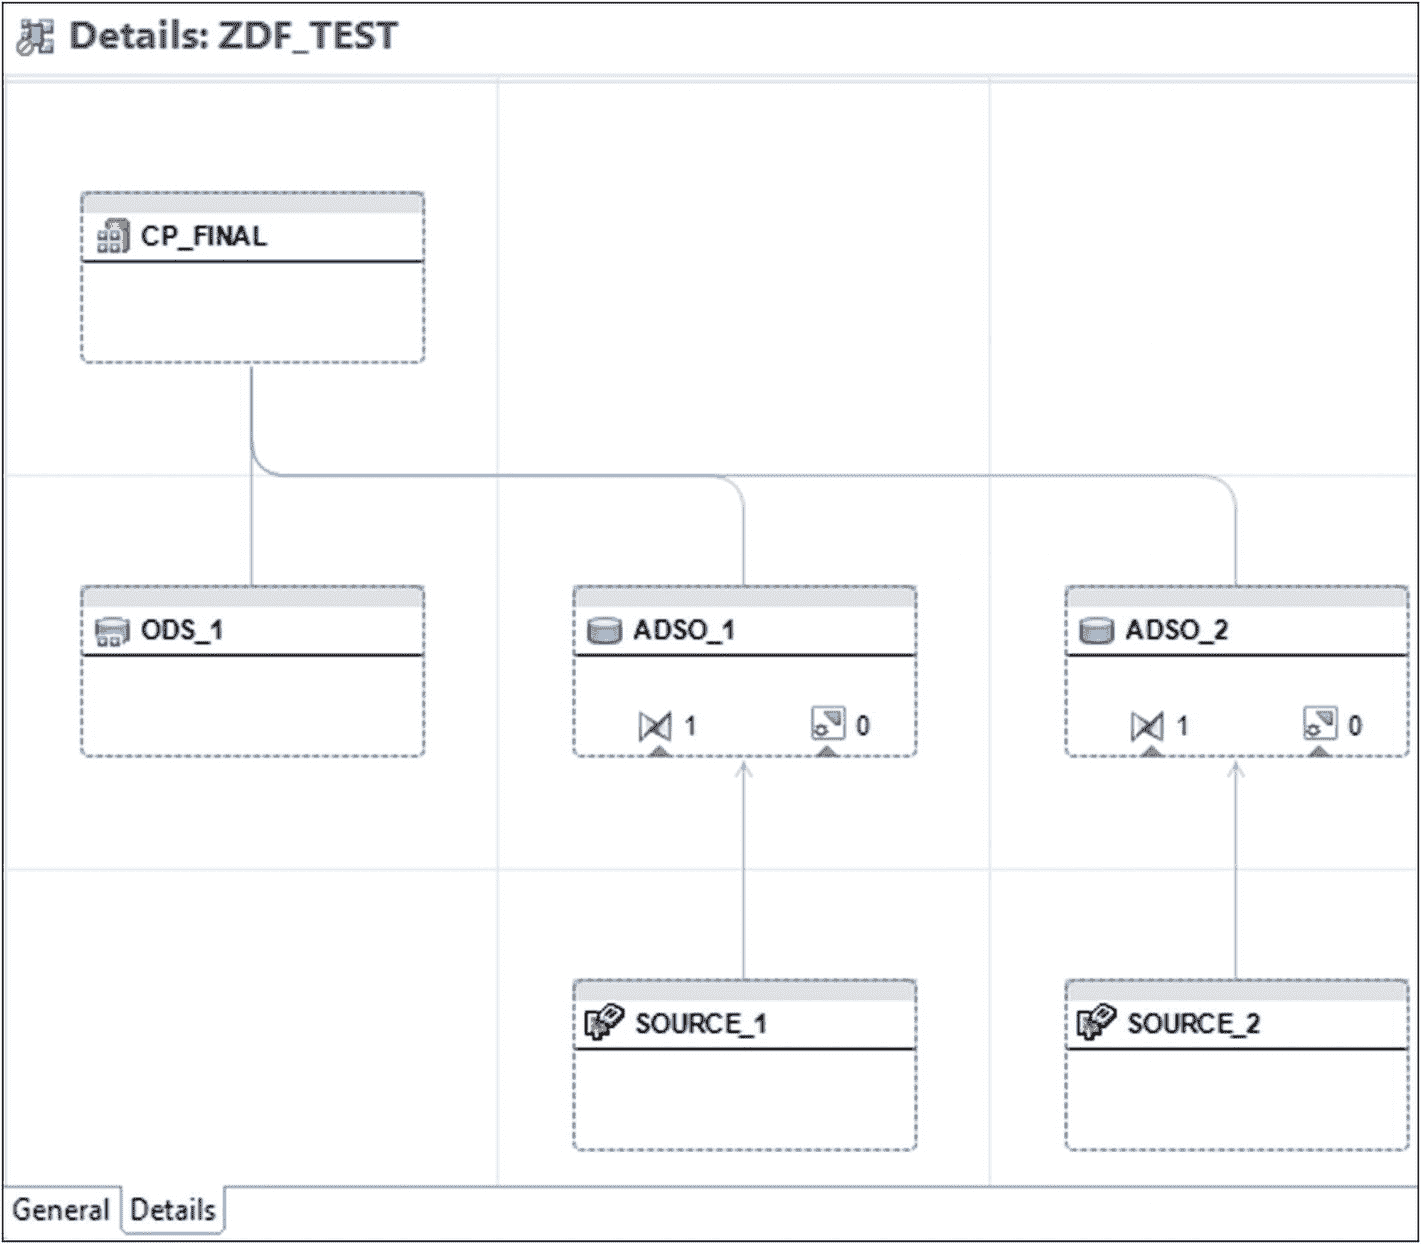 Details: ZDF_TEST
CP_FINAL
ODS_1
ADSO_1
ADSO_2
1
0
1
0
SOURCE_1
SOURCE_2
General
Details